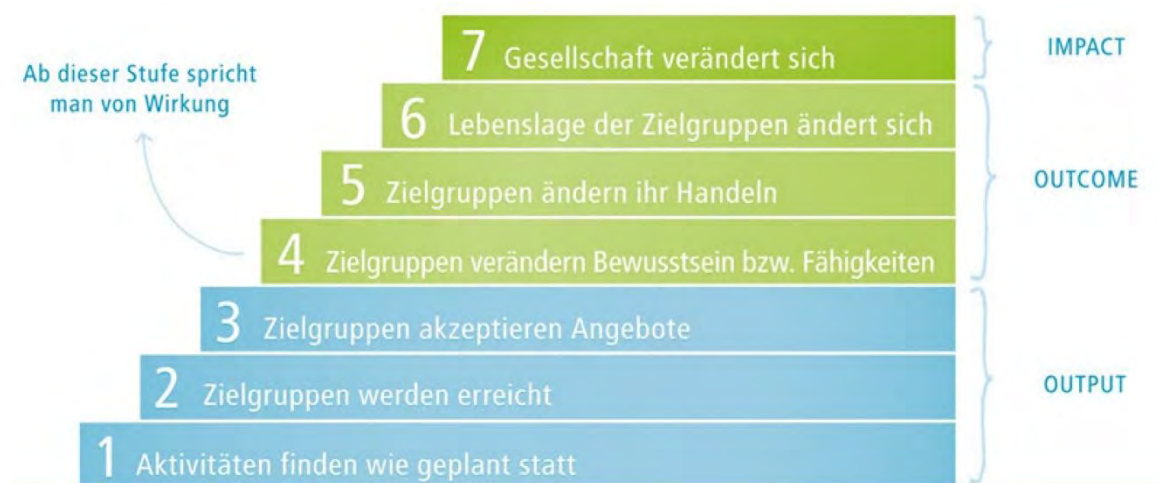 7 Gesellschaft verändert sich
IMPACT
Ab dieser Stufe spricht
man von Wirkung
6 Lebenslage der Zielgruppen ändert sich
5 Zielgruppen ändern ihr Handeln
OUTCOME
4 Zielgruppen verändern Bewusstsein bzw. Fähigkeiten
3 Zielgruppen akzeptieren Angebote
2 Zielgruppen werden erreicht
OUTPUT
1 Aktivitäten finden wie geplant statt